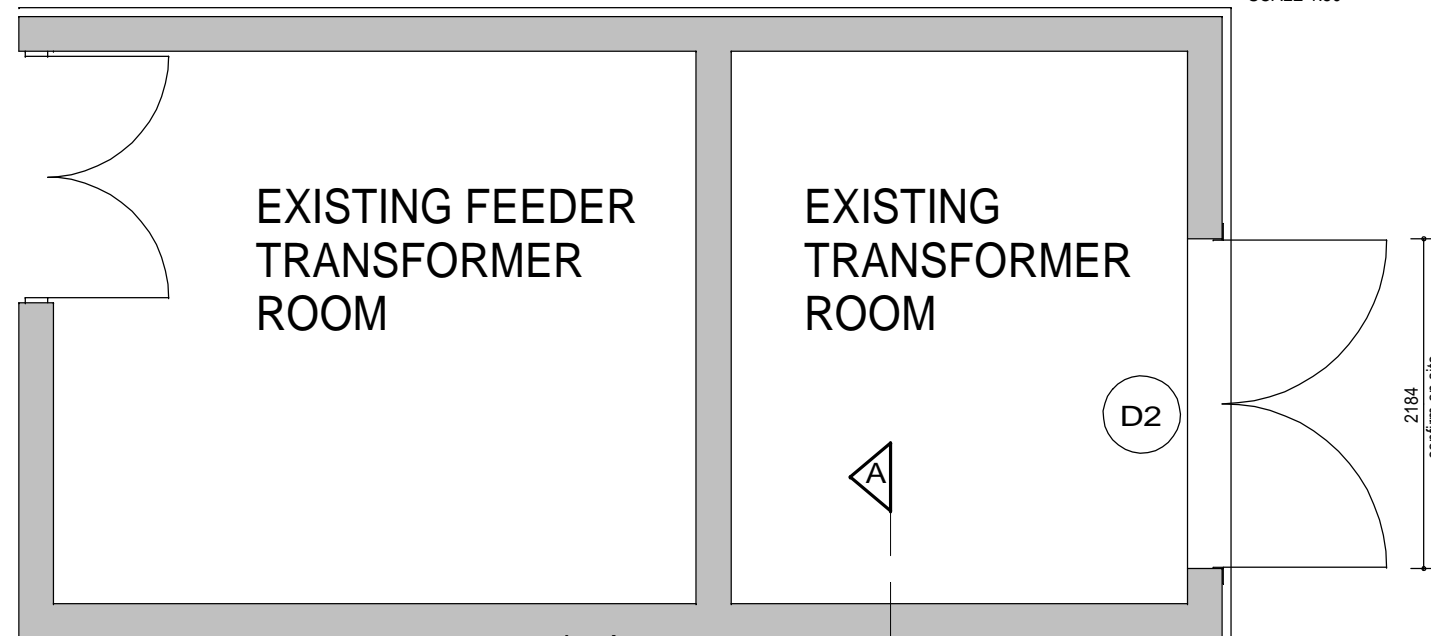 EXISTING FEEDER
TRANSFORMER
ROOM
EXISTING
TRANSFORMER
ROOM
D2
A
2184